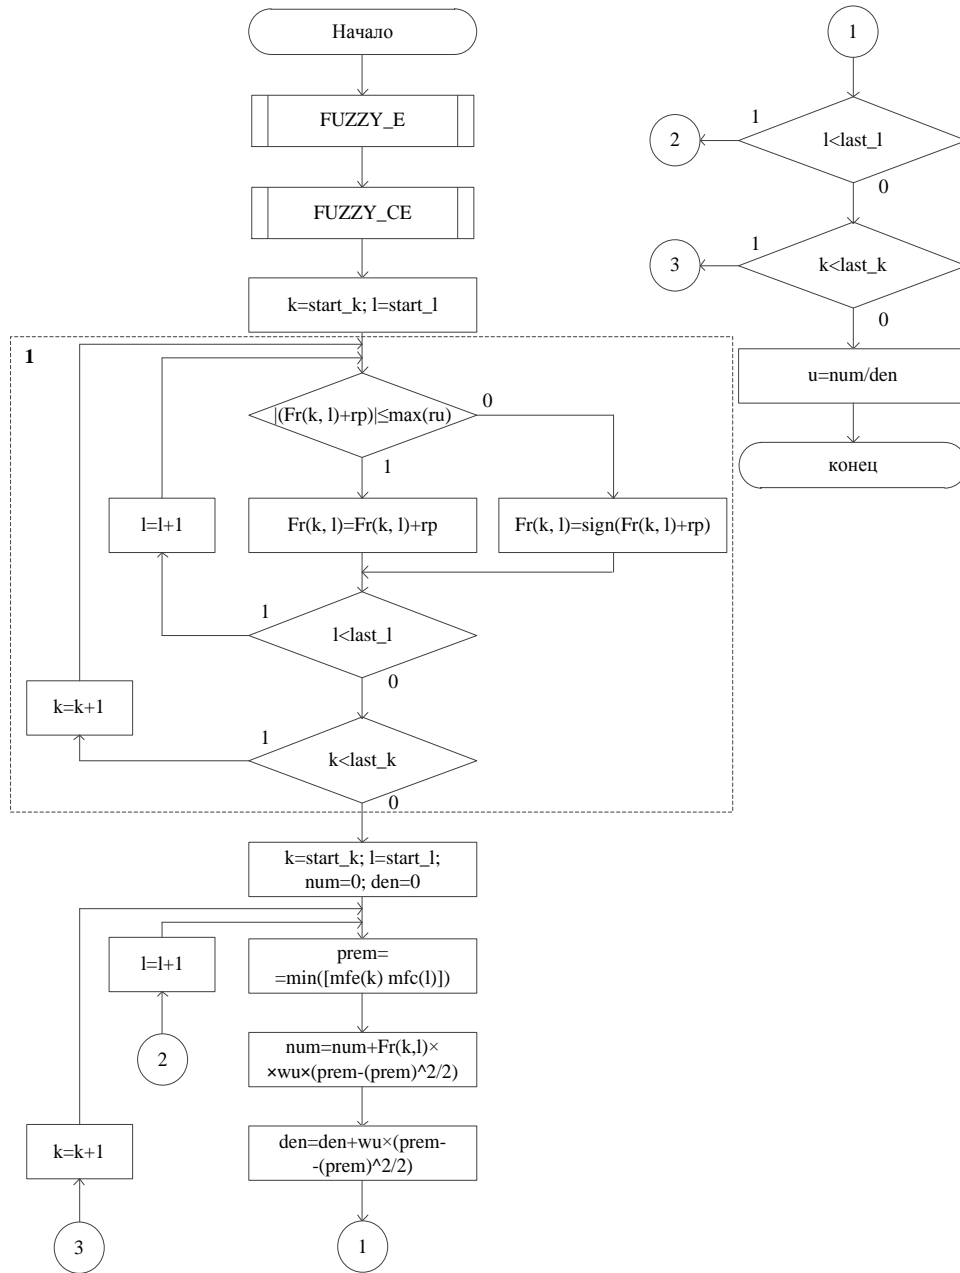 Начало
FUZZY_E
FUZZY_CE
k=start_k; l=start_l
1
|(Fr(k, l)+rp)|≤max(ru)
0
1
l=l+1
Fr(k, l)=Fr(k, l)+rp
Fr(k, l)=sign(Fr(k, l)+rp)
1
l<last_l
0
k=k+1
1
k<last_k
0
k=start_k; l=start_l;
num=0; den=0
l=l+1
prem=
=min([mfe(k) mfc(l)])
2
num=num+Fr(k,l)×
×wu×(prem-(prem)^2/2)
k=k+1
den=den+wu×(prem-
-(prem)^2/2)
3
1
1
1
2
l<last_l
0
1
3
k<last_k
0
u=num/den
конец